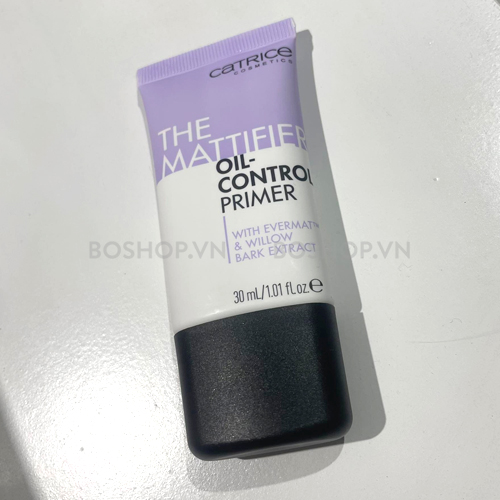 CATRICE
COSMETICS
THE
MATTIFIER
OIL-
CONTROL
PRIMER
WITH EVERMAT™
& WILLOW
BARK EXTRACT
BOSHOP.VN BOSHOP.VN
30 mL/1.01 fl.oz.℮